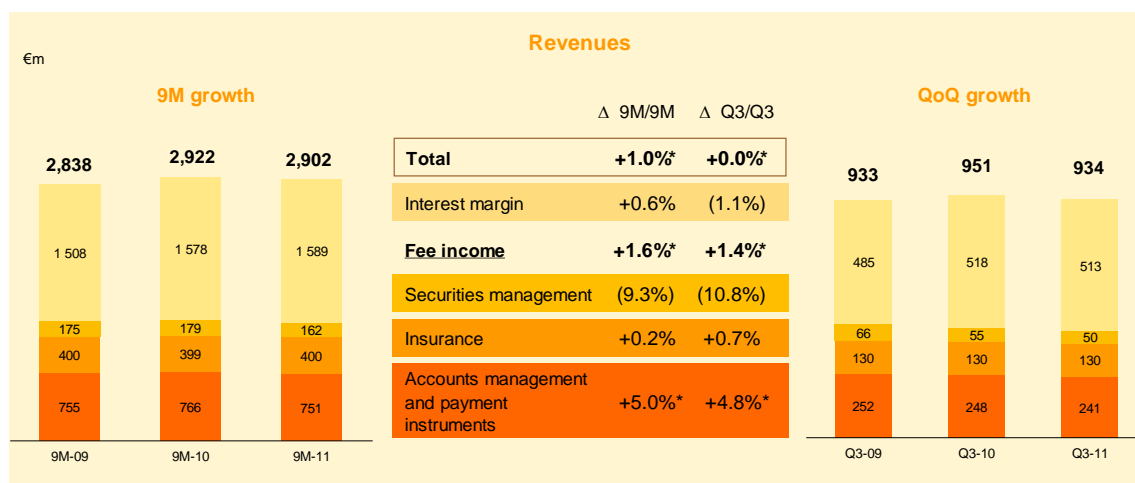 Revenues
€m
9M growth
2,838
2,922
2,902
1 508
1 578
1 589
175
179
162
400
399
400
755
766
751
9M-09
9M-10
9M-11
Δ 9M/9M Δ Q3/Q3
Total +1.0%* +0.0%*
Interest margin +0.6% (1.1%)
Fee income +1.6%* +1.4%*
Securities management (9.3%) (10.8%)
Insurance +0.2% +0.7%
Accounts management
and payment +5.0%* +4.8%*
instruments
QoQ growth
933
951
934
485
518
513
66
55
50
130
130
130
252
248
241
Q3-09
Q3-10
Q3-11